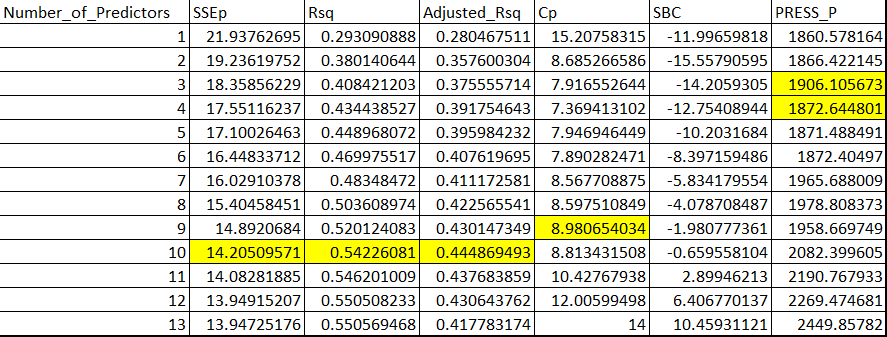 Number_of_Predictors SSEp Rsq Adjusted_Rsq Cp SBC PRESS_P
1 21.93762695 0.293090888 0.280467511 15.20758315 -11.99659818 1860.578164
2 19.23619752 0.380140644 0.357600304 8.685266586 -15.55790595 1866.422145
3 18.35856229 0.408421203 0.375555714 7.916552644 -14.2059305 1906.105673
4 17.55116237 0.434438527 0.391754643 7.369413102 -12.75408944 1872.644801
5 17.10026463 0.448968072 0.395984232 7.946946449 -10.2031684 1871.488491
6 16.44833712 0.469975517 0.407619695 7.890282471 -8.397159486 1872.40497
7 16.02910378 0.48348472 0.411172581 8.567708875 -5.834179554 1965.688009
8 15.40458451 0.503608974 0.422565541 8.597510849 -4.078708487 1978.808373
9 14.8920684 0.520124083 0.430147349 8.980654034 -1.980777361 1958.669749
10 14.20509571 0.54226081 0.444869493 8.813431508 -0.659558104 2082.399605
11 14.08281885 0.546201009 0.437683859 10.42767938 2.89946213 2190.767933
12 13.94915207 0.550508233 0.430643762 12.00599498 6.406770137 2269.474681
13 13.94725176 0.550569468 0.417783174 14 10.45931121 2449.85782